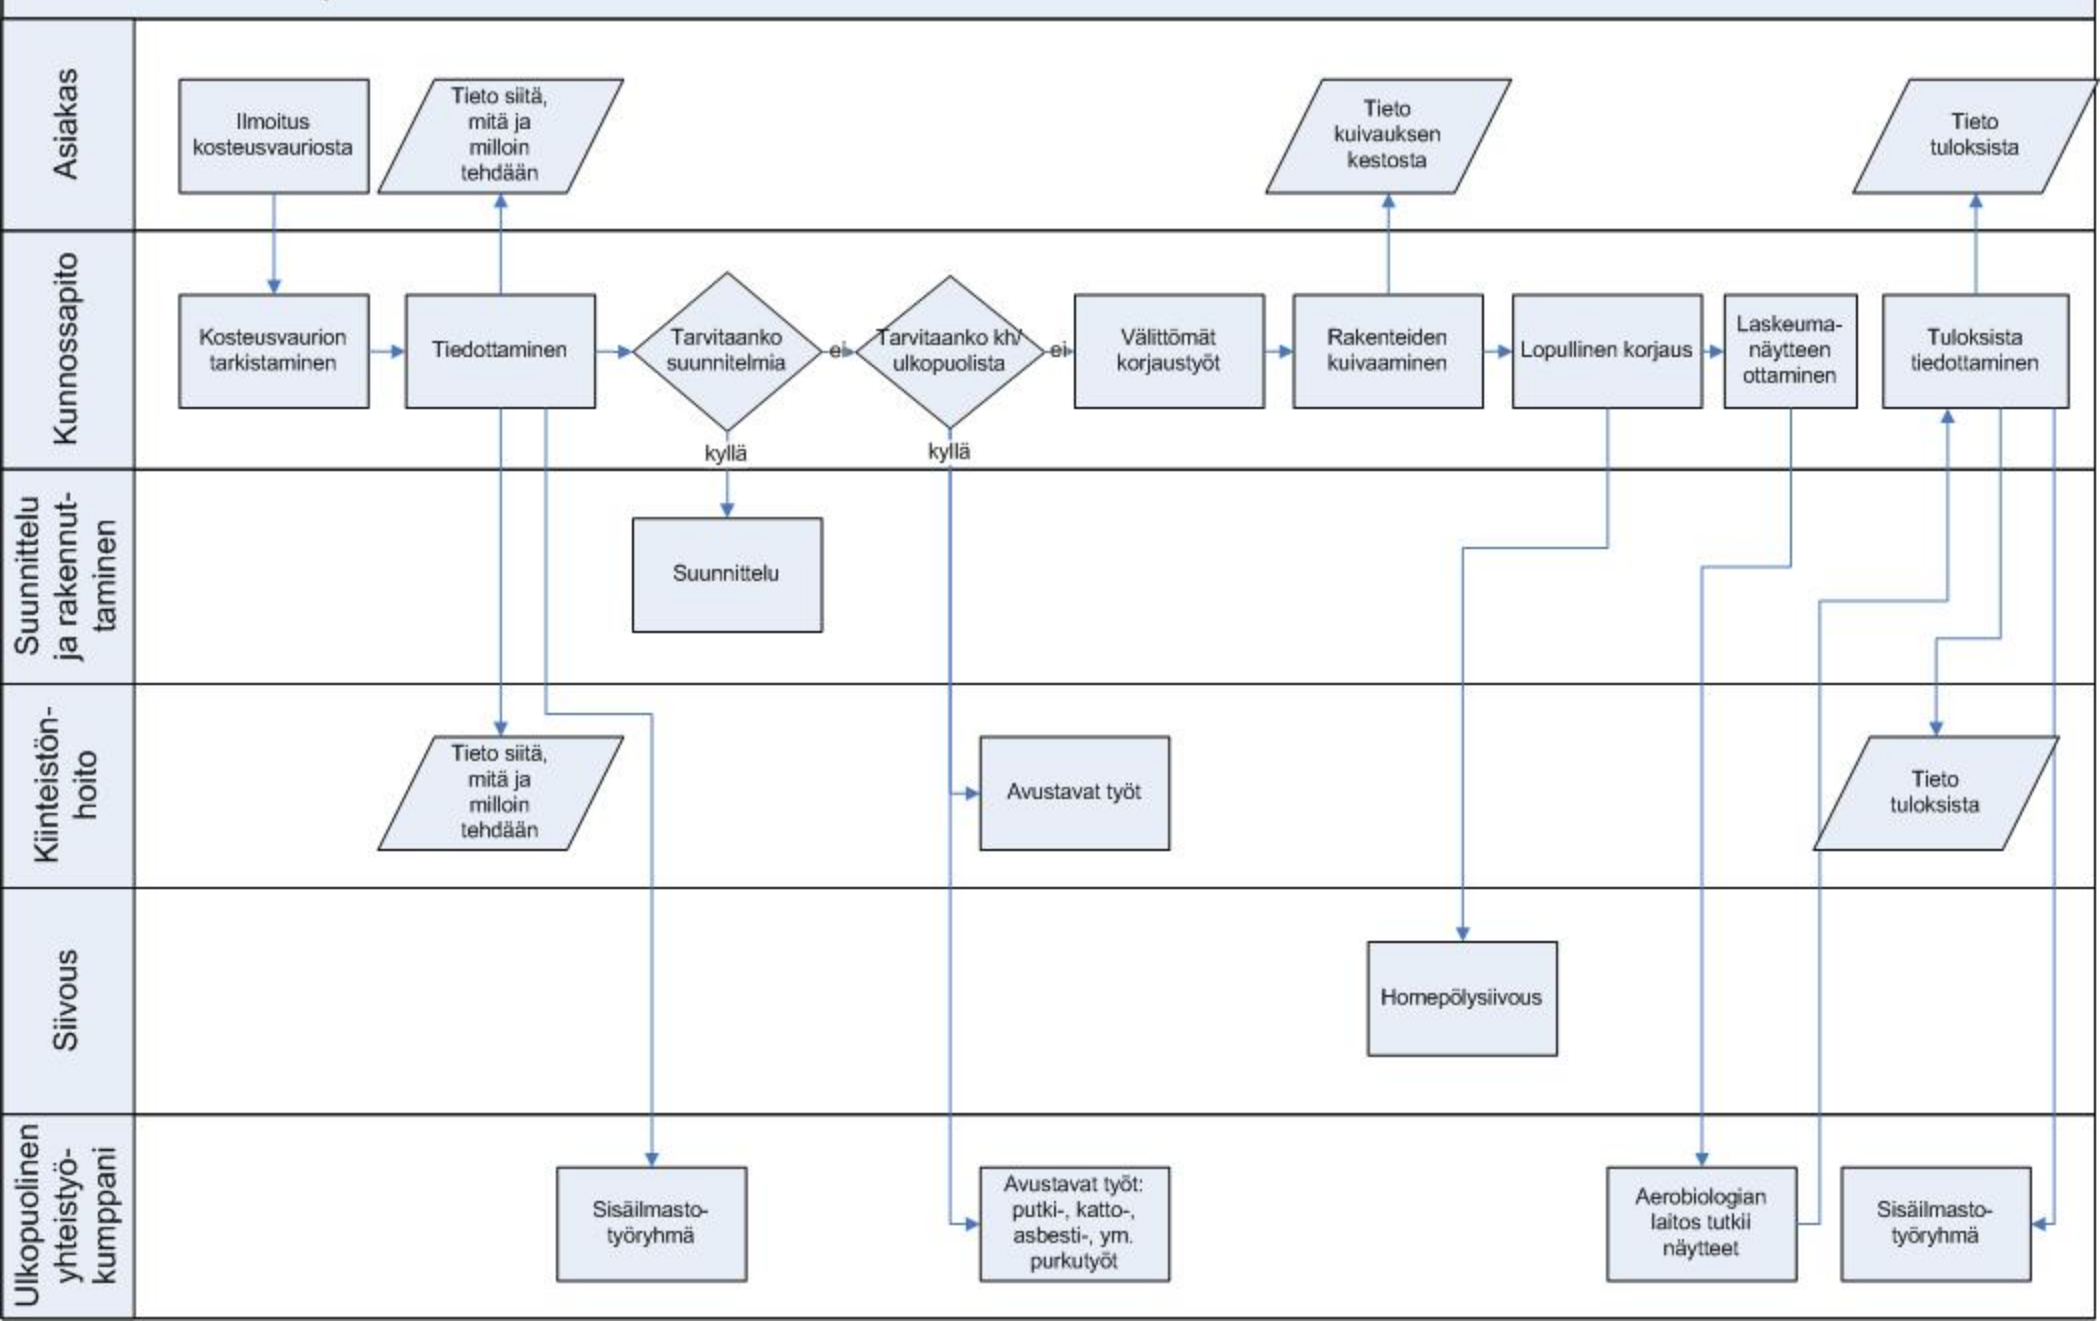 Asiakas
Ilmoitus
kosteusvauriosta
Tieto siitä,
mitä ja
milloin
tehdään
Tieto
kuivauksen
kestosta
Tieto
tuloksista
Kunnossapito
Kosteusvaurion
tarkistaminen
Tiedottaminen
Tarvitaanko
suunnitelmia
ei
kyllä
Tarvitaanko kh/
ulkopuolista
ei
kyllä
Välittömät
korjaustyöt
Rakenteiden
kuivaaminen
Lopullinen korjaus
Laskeuma-
näytteen
ottaminen
Tuloksista
tiedottaminen
Suunnittelu
ja rakennut-
taminen
Suunnittelu
Kiinteistön-
hoito
Tieto siitä,
mitä ja
milloin
tehdään
Avustavat työt
Tieto
tuloksista
Siivous
Homepölysiivous
Ulkopuolinen
yhteistyö-
kumppani
Sisäilmasto-
työryhmä
Avustavat työt:
putki-, katto-,
asbesti-, ym.
purkutyöt
Aerobiologian
laitos tutkii
näytteet
Sisäilmasto-
työryhmä